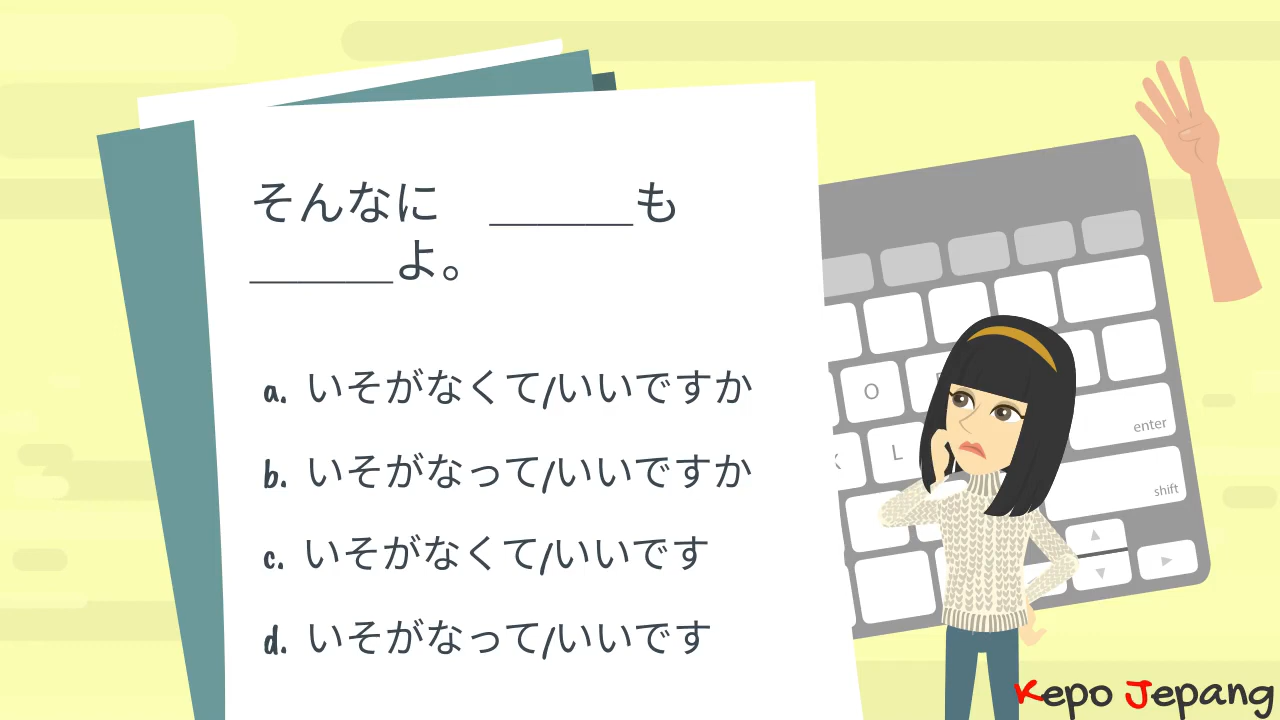 そんなに ______も
______よ。
a. いそがなくて/いいですか
b. いそがなって/いいですか
c. いそがなくて/いいです
d. いそがなって/いいです
O
L
enter
shift
Kepo Jepang